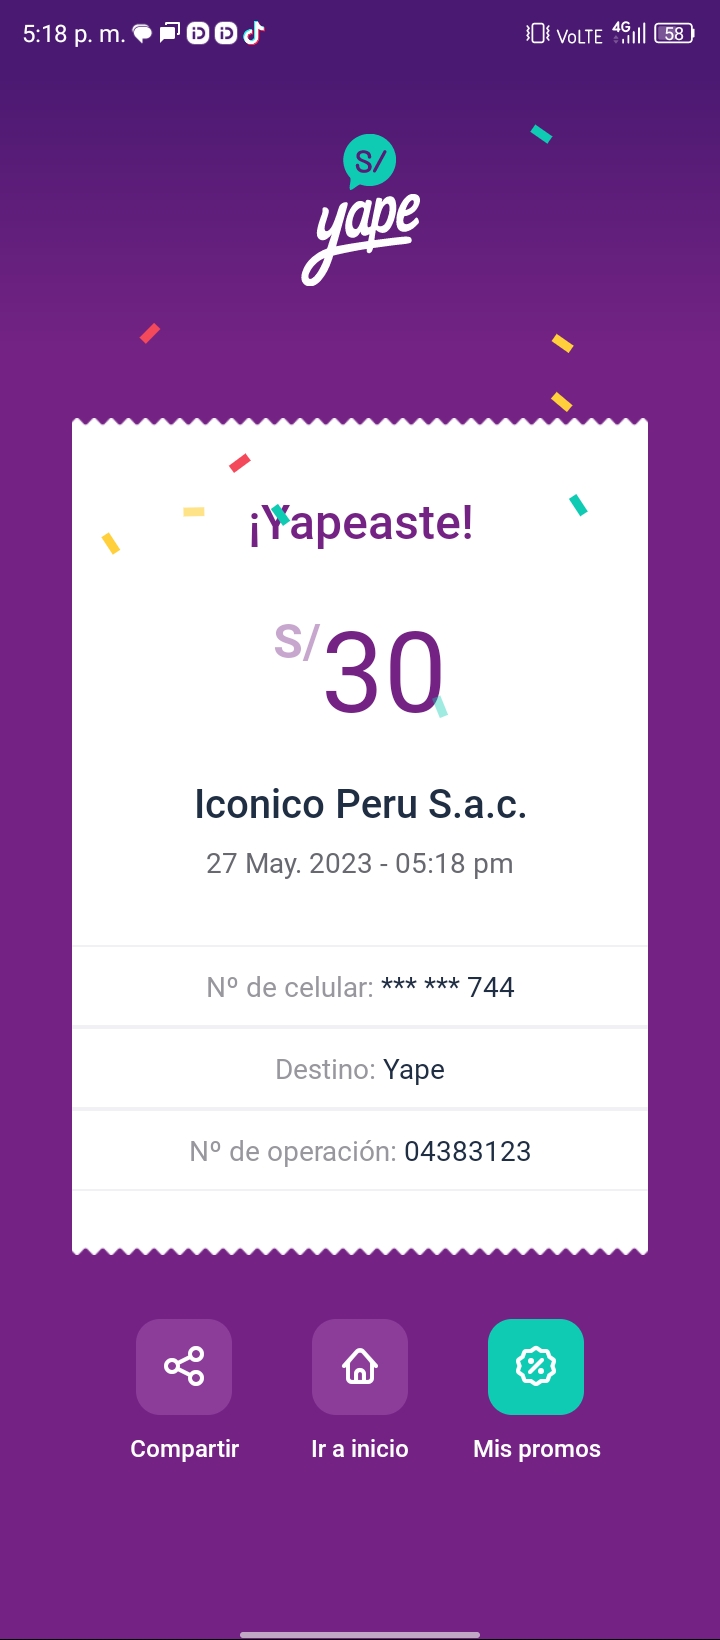 5:18 p. m.
VoLTE 4G 58
S/
yape
¡Yapeaste!
S/30
Iconico Peru S.a.c.
27 May. 2023 - 05:18 pm
Nº de celular: *** *** 744
Destino: Yape
Nº de operación: 04383123
Compartir Ir a inicio Mis promos